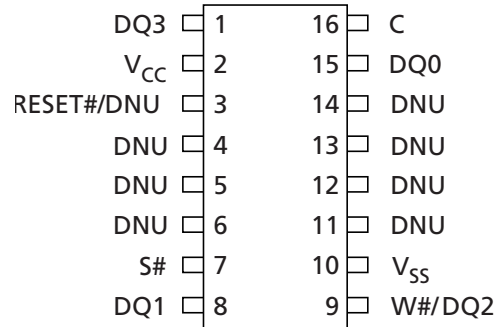 DQ3 1 16 C
VCC 2 15 DQ0
RESET#/DNU 3 14 DNU
DNU 4 13 DNU
DNU 5 12 DNU
DNU 6 11 DNU
S# 7 10 VSS
DQ1 8 9 W#/DQ2